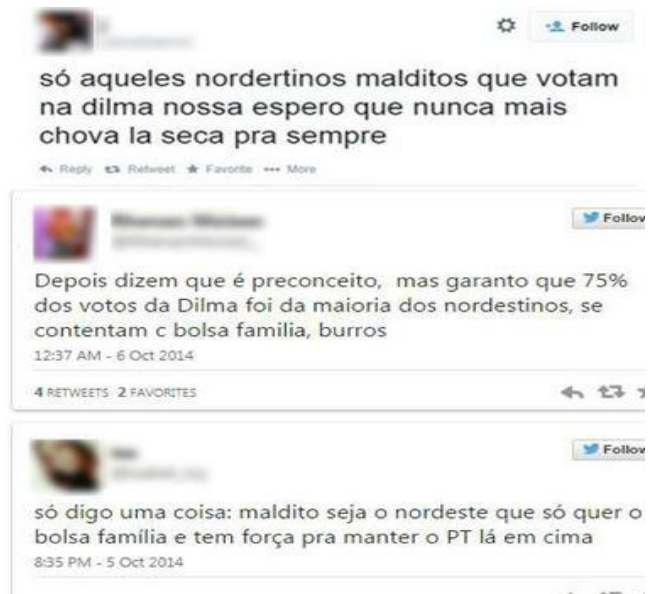 Follow
só aqueles nordertinos malditos que votam
na dilma nossa espero que nunca mais
chova la seca pra sempre
Reply Retweet Favorite More
Follow
Depois dizem que é preconceito, mas garanto que 75%
dos votos da Dilma foi da maioria dos nordestinos, se
contentam c bolsa familia, burros
12:37 AM - 6 Oct 2014
4 RETWEETS 2 FAVORITES
Follow
só digo uma coisa: maldito seja o nordeste que só quer o
bolsa família e tem força pra manter o PT lá em cima
8:35 PM - 5 Oct 2014